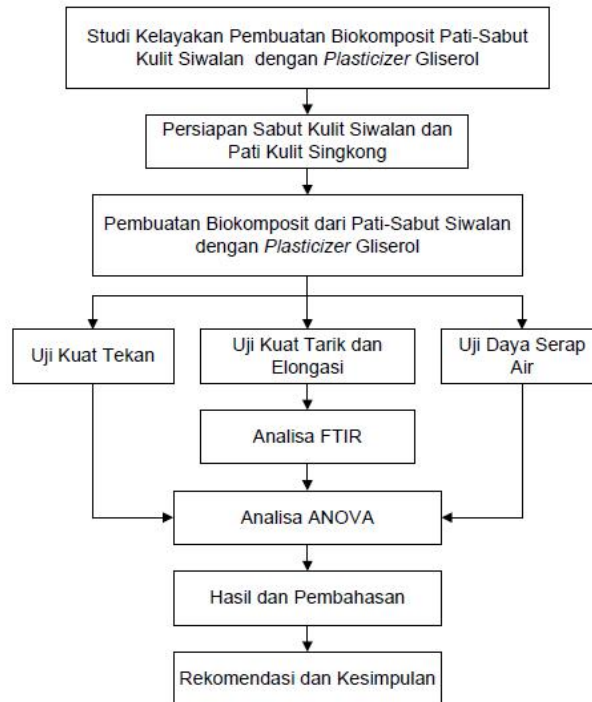 Studi Kelayakan Pembuatan Biokomposit Pati-Sabut
Kulit Siwalan dengan Plasticizer Gliserol
Persiapan Sabut Kulit Siwalan dan
Pati Kulit Singkong
Pembuatan Biokomposit dari Pati-Sabut Siwalan
dengan Plasticizer Gliserol
Uji Kuat Tekan
Uji Kuat Tarik dan
Elongasi
Uji Daya Serap
Air
Analisa FTIR
Analisa ANOVA
Hasil dan Pembahasan
Rekomendasi dan Kesimpulan